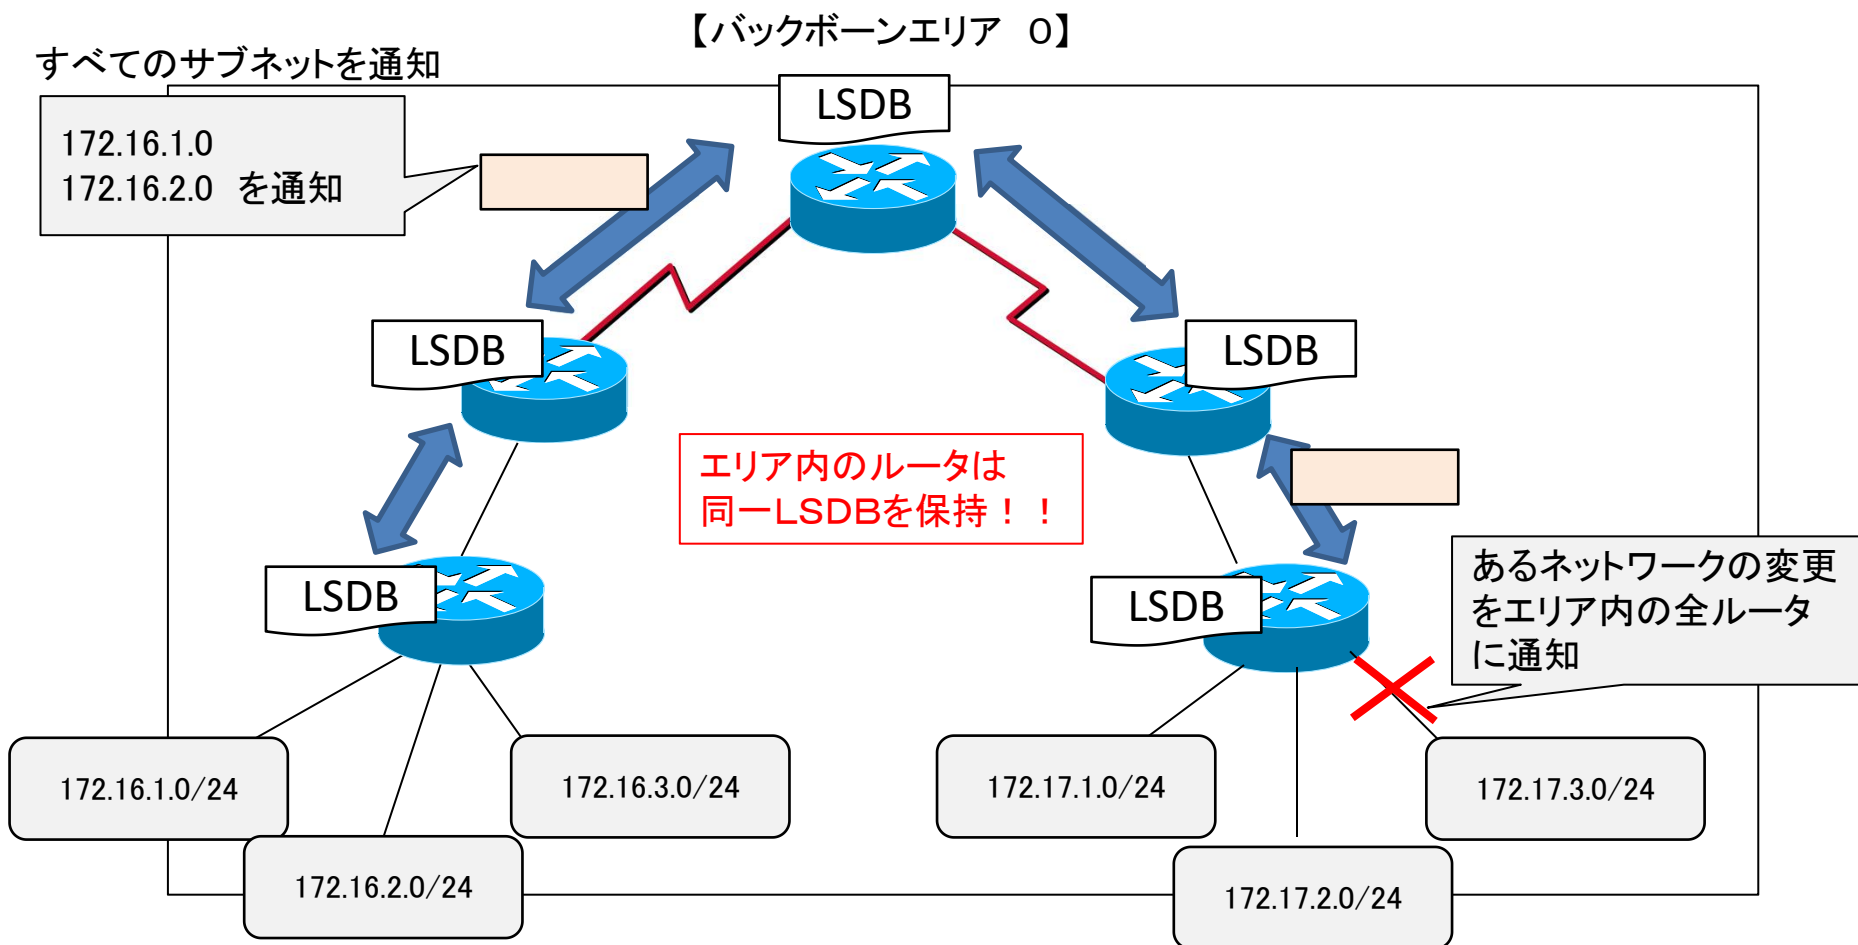 【バックボーンエリア　０】
すべてのサブネットを通知
LSDB
172.16.1.0
172.16.2.0　を通知
LSDB
LSDB
エリア内のルータは
同一ＬＳＤＢを保持！！
LSDB
LSDB
あるネットワークの変更
をエリア内の全ルータ
に通知
172.16.1.0/24
172.16.3.0/24
172.17.1.0/24
172.17.3.0/24
172.16.2.0/24
172.17.2.0/24